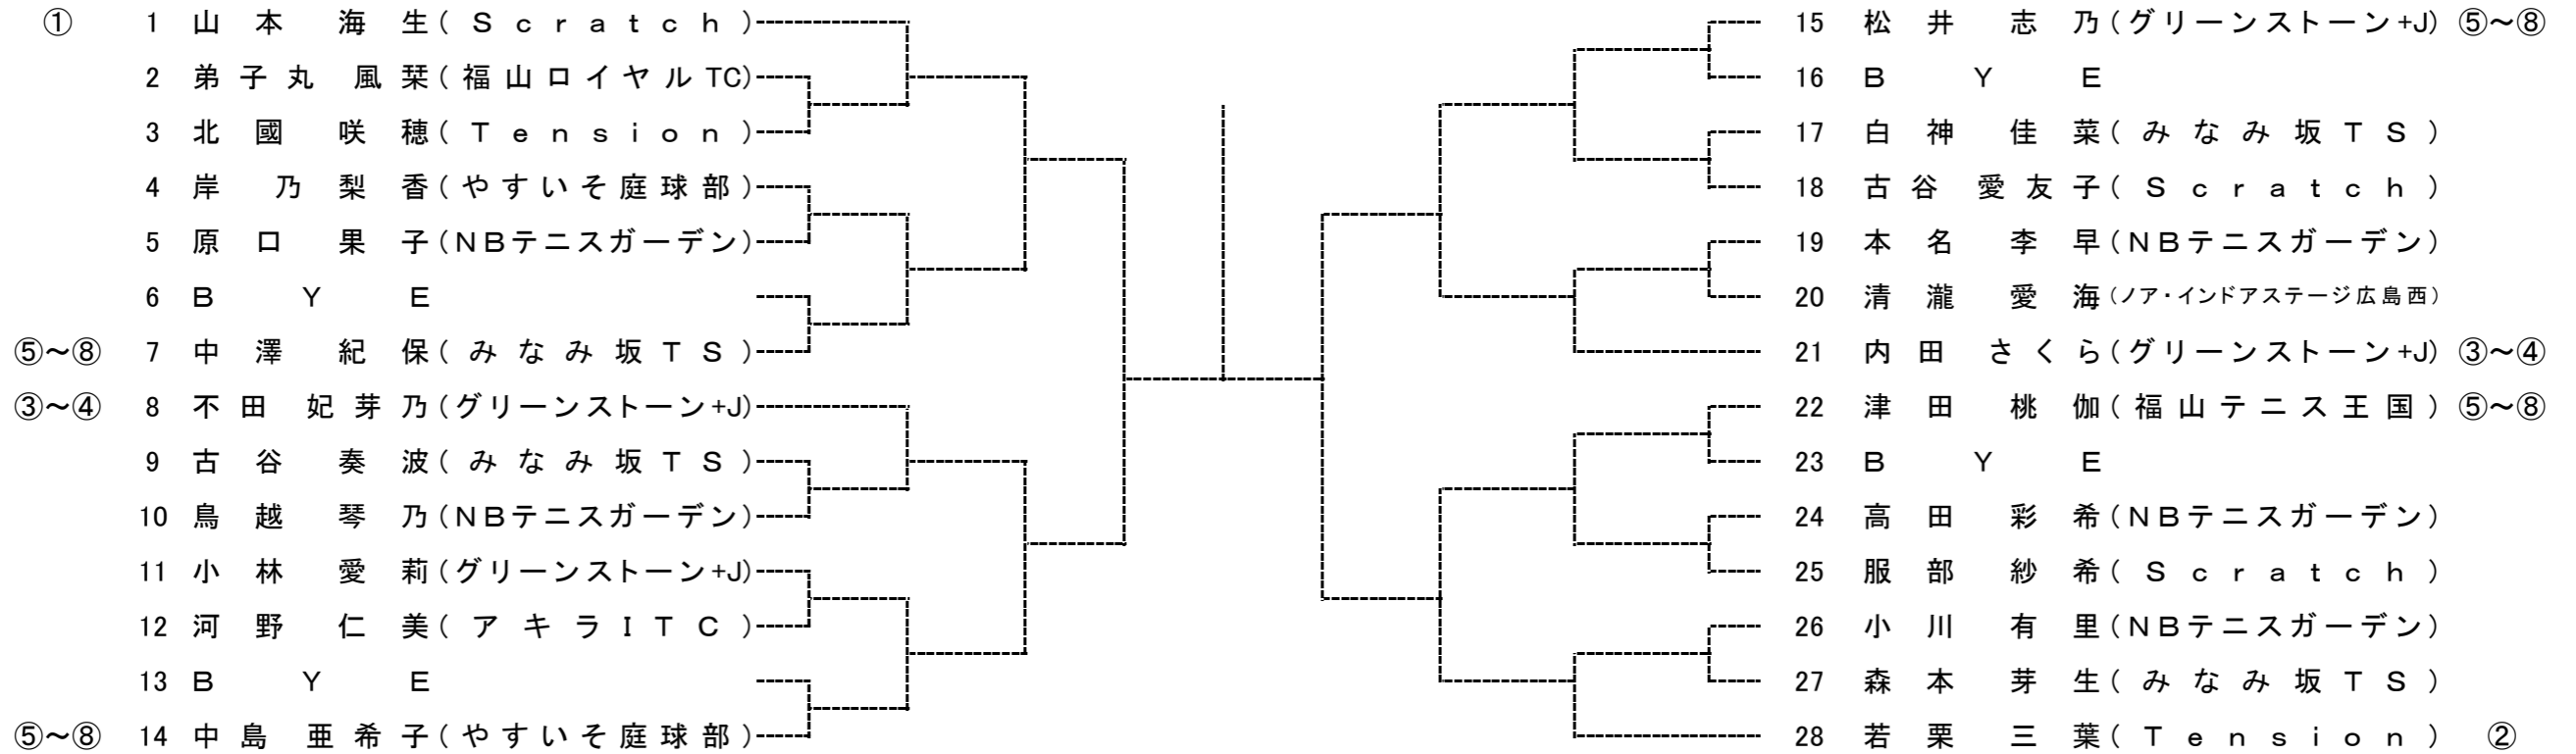 ① 1 山本 海生(Scratch)
2 弟子丸 風栞(福山ロイヤルTC)
3 北國 咲穂(Tension)
4 岸 乃梨香(やすいそ庭球部)
5 原口 果子(NBテニスガーデン)
6 BYE
⑤~⑧ 7 中澤 紀保(みなみ坂TS)
③~④ 8 不田 妃芽乃(グリーンストーン+J)
9 古谷 奏波(みなみ坂TS)
10 鳥越 琴乃(NBテニスガーデン)
11 小林 愛莉(グリーンストーン+J)
12 河野 仁美(アキラITC)
13 BYE
⑤~⑧ 14 中島 亜希子(やすいそ庭球部)
15 松井 志乃(グリーンストーン+J) ⑤~⑧
16 BYE
17 白神 佳菜(みなみ坂TS)
18 古谷 愛友子(Scratch)
19 本名 李早(NBテニスガーデン)
20 清瀧 愛海(ノア・インドアステージ広島西)
21 内田 さくら(グリーンストーン+J) ③~④
22 津田 桃伽(福山テニス王国) ⑤~⑧
23 BYE
24 高田 彩希(NBテニスガーデン)
25 服部 紗希(Scratch)
26 小川 有里(NBテニスガーデン)
27 森本 芽生(みなみ坂TS)
28 若栗 三葉(Tension) ②